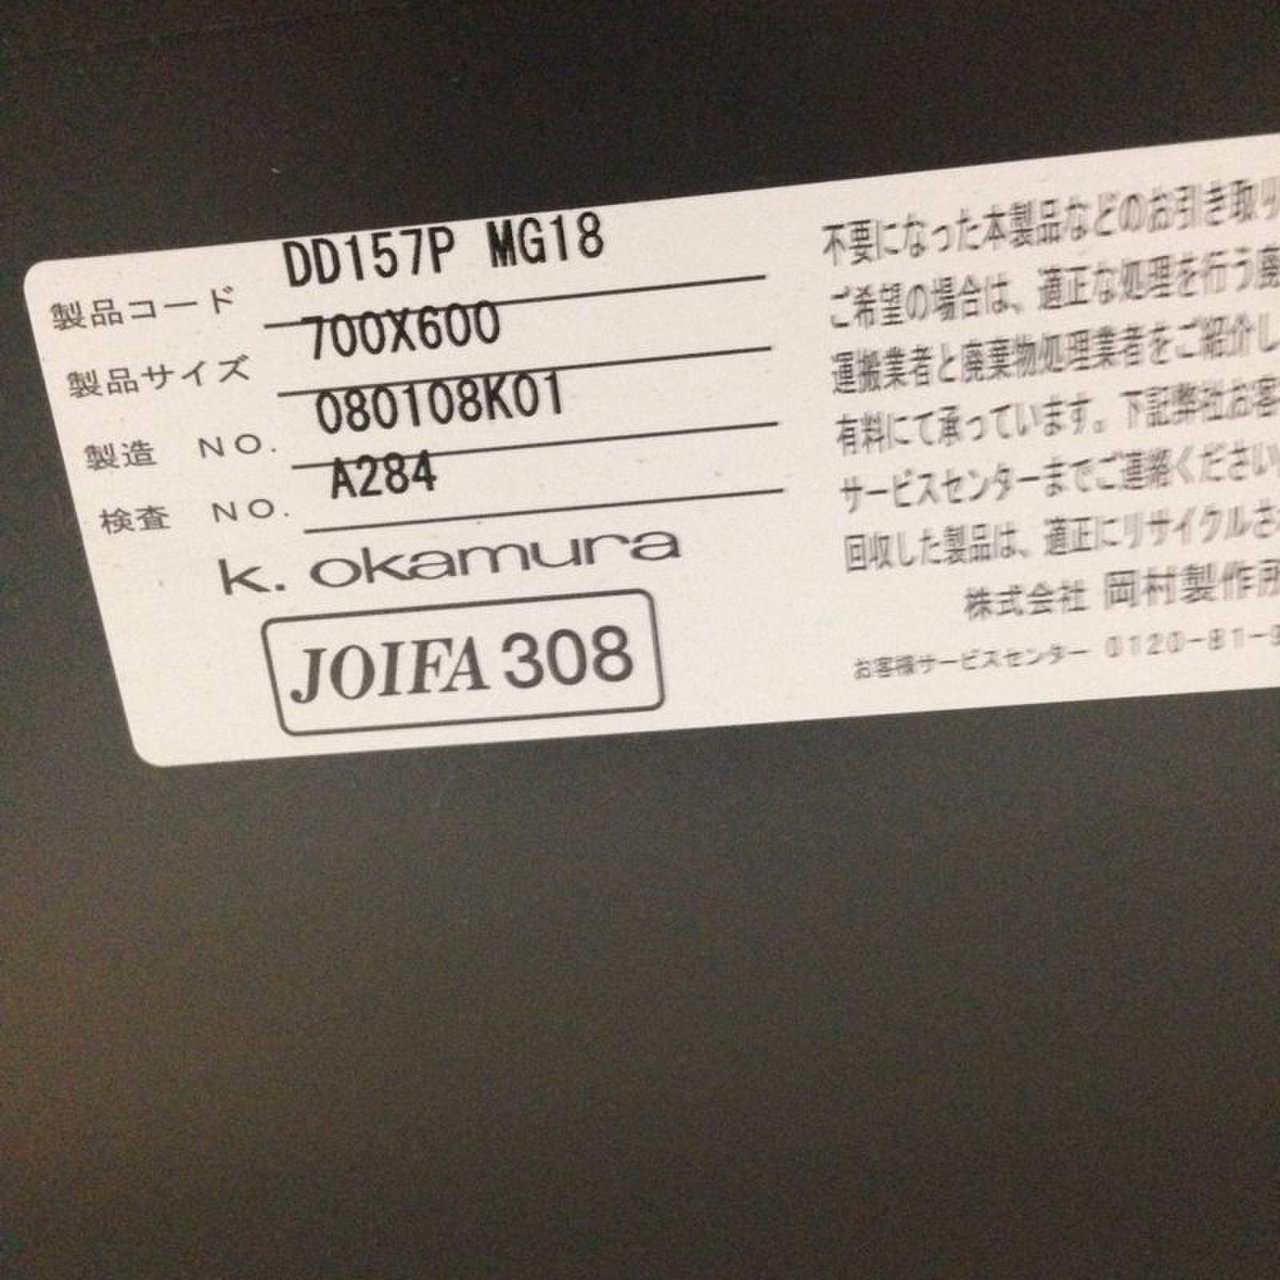 製品コード DD157P MG18
製品サイズ 700X600
製造 NO. 080108K01
検査 NO. A284
k. okamura
JOIFA 308
不要になった本製品などのお引き取り
ご希望の場合は、適正な処理を行う廃
運搬業者と廃棄物処理業者をご紹介し
有料にて承っています。下記弊社お客
サービスセンターまでご連絡ください
回収した製品は、適正にリサイクルさ
株式会社 岡村製作所
お客様サービスセンター 0120-81-9